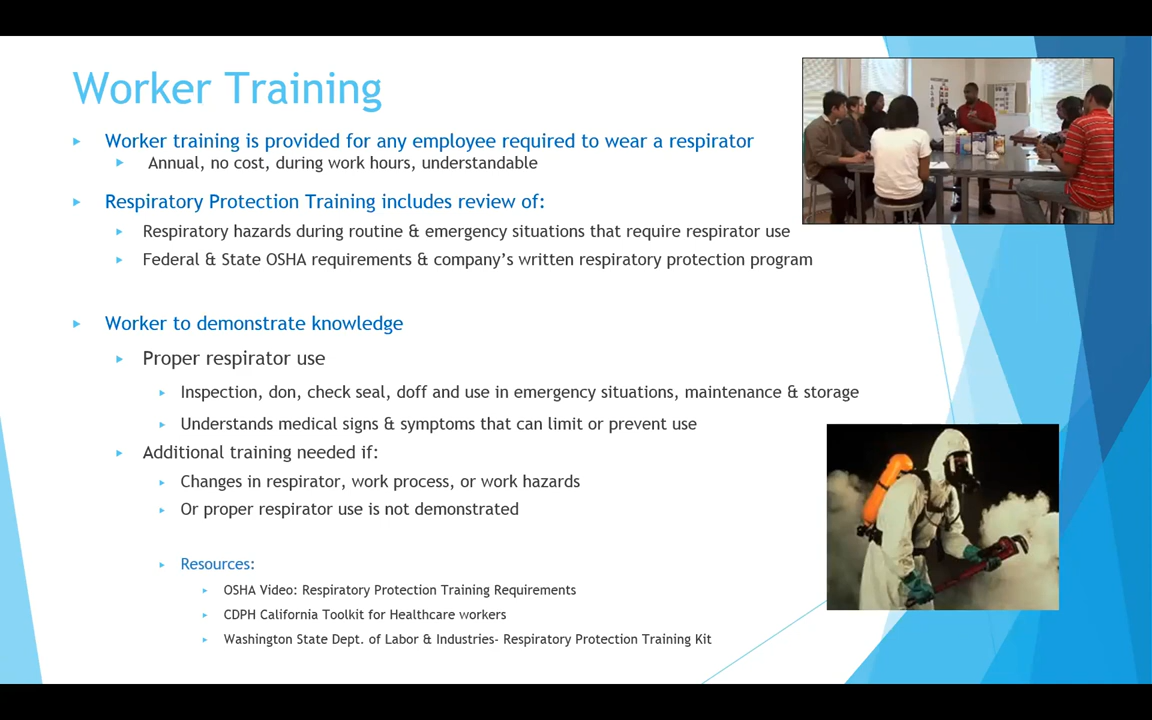 Worker Training
Worker training is provided for any employee required to wear a respirator
Annual, no cost, during work hours, understandable
Respiratory Protection Training includes review of:
Respiratory hazards during routine & emergency situations that require respirator use
Federal & State OSHA requirements & company's written respiratory protection program
Worker to demonstrate knowledge
Proper respirator use
Inspection, don, check seal, doff and use in emergency situations, maintenance & storage
Understands medical signs & symptoms that can limit or prevent use
Additional training needed if:
Changes in respirator, work process, or work hazards
Or proper respirator use is not demonstrated
Resources:
OSHA Video: Respiratory Protection Training Requirements
CDPH California Toolkit for Healthcare workers
Washington State Dept. of Labor & Industries- Respiratory Protection Training Kit